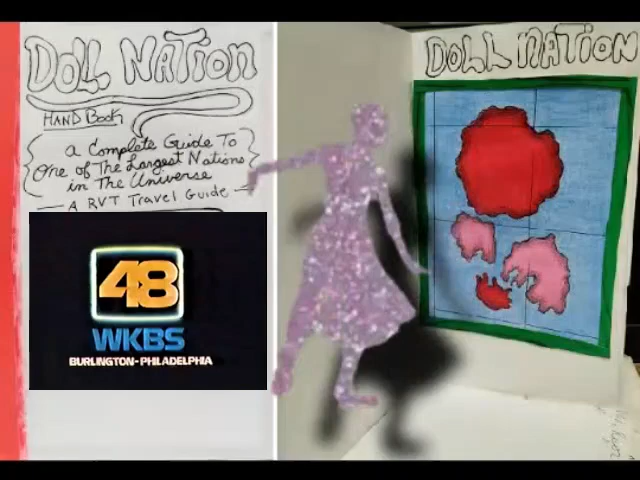 DOLL NATION
HAND Book
a Complete Guide To
One of The Largest Nations
in The Universe
— A RVT Travel Guide —
48
WKBS
BURLINGTON-PHILADELPHIA
DOLL NATION